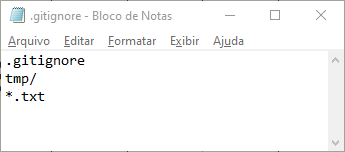 .gitignore - Bloco de Notas
Arquivo Editar Formatar Exibir Ajuda
.gitignore
tmp/
*.txt